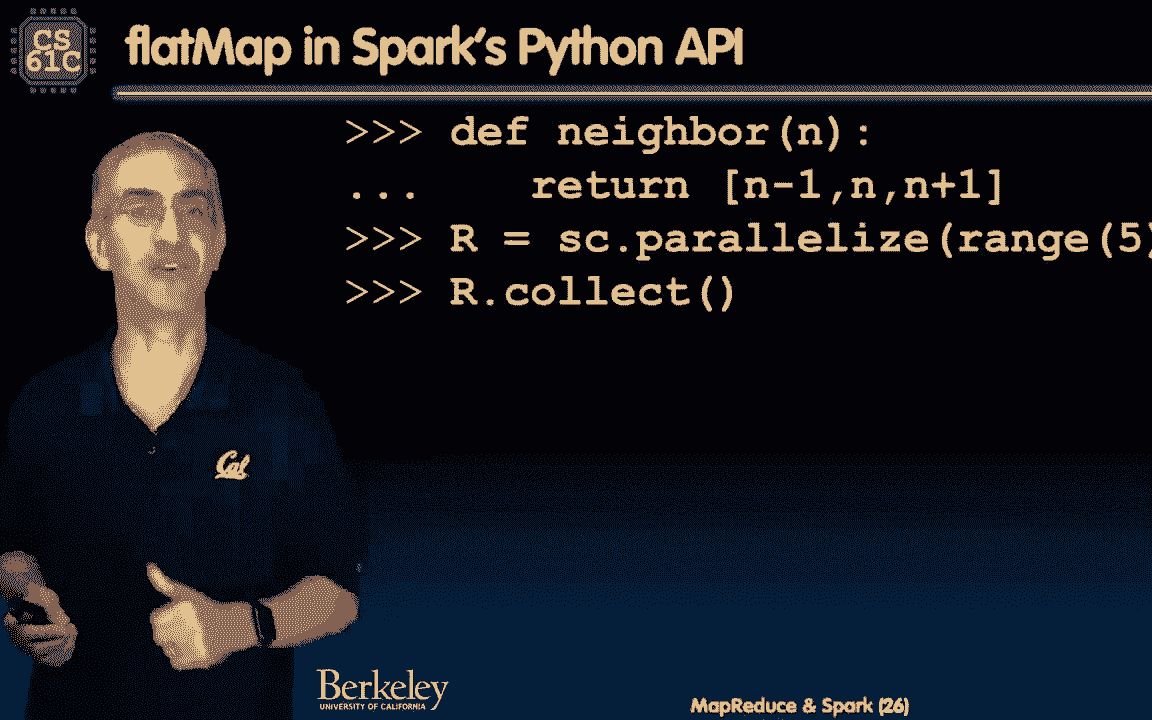 CS
61C
flatMap in Spark's Python API
>>> def neighbor(n):
...    return [n-1,n,n+1]
>>> R = sc.parallelize(range(5)
>>> R.collect()
Cal
Berkeley
UNIVERSITY OF CALIFORNIA
MapReduce & Spark (26)